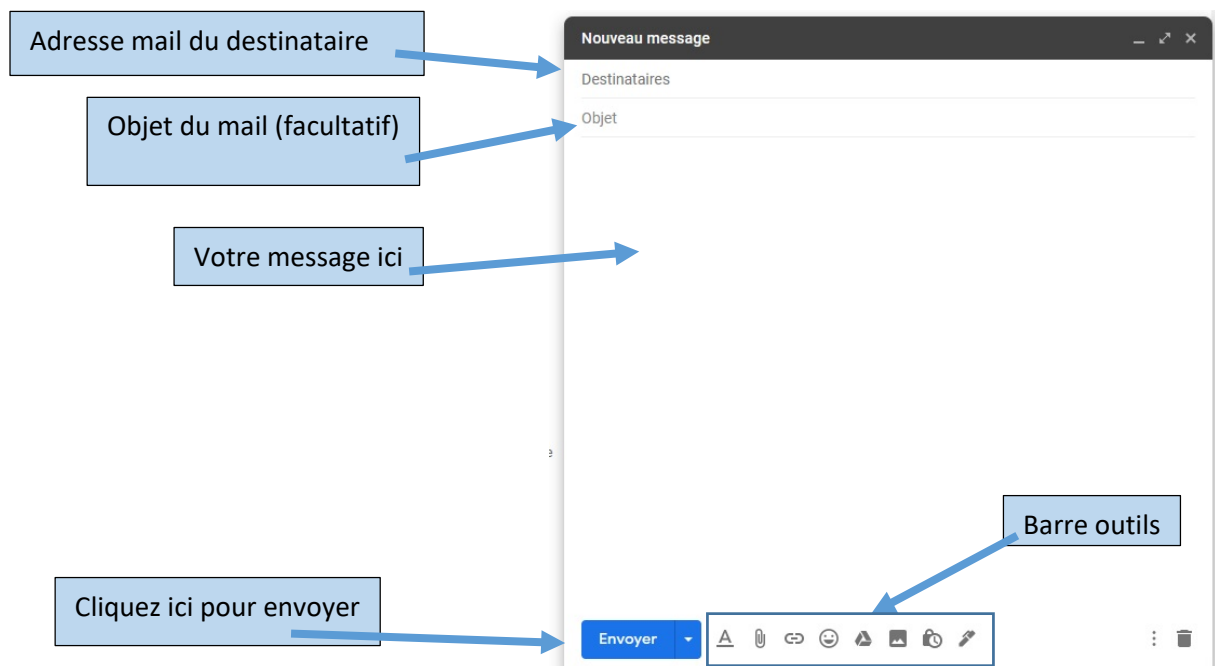 Adresse mail du destinataire
Nouveau message
Destinataires
Objet du mail (facultatif)
Objet
Votre message ici
e
Barre outils
Cliquez ici pour envoyer
Envoyer
A